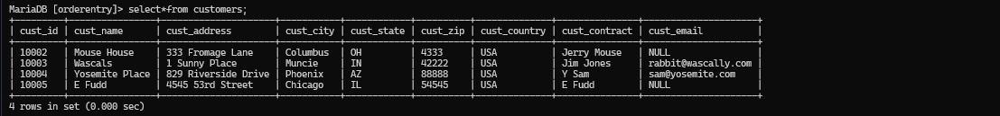 MariaDB [orderentry]> select*from customers;
| cust_id | cust_name | cust_address | cust_city | cust_state | cust_zip | cust_country | cust_contract | cust_email |
| 10002 | Mouse House | 333 Fromage Lane | Columbus | OH | 4333 | USA | Jerry Mouse | NULL |
| 10003 | Wascals | 1 Sunny Place | Muncie | IN | 42222 | USA | Jim Jones | rabbit@wascally.com |
| 10004 | Yosemite Place | 829 Riverside Drive | Phoenix | AZ | 88888 | USA | Y Sam | sam@yosemite.com |
| 10005 | E Fudd | 4545 53rd Street | Chicago | IL | 54545 | USA | E Fudd | NULL |
4 rows in set (0.000 sec)